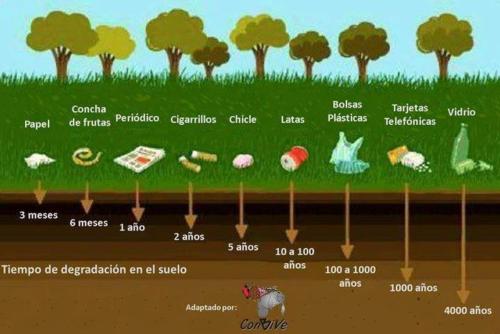 Papel
Concha
de frutas
Periódico
Cigarrillos
Chicle
Latas
Bolsas
Plásticas
Tarjetas
Telefónicas
Vidrio
3 meses
6 meses
1 año
2 años
5 años
10 a 100
años
100 a 1000
años
1000 años
4000 años
Tiempo de degradación en el suelo
Adaptado por:
ConViVe